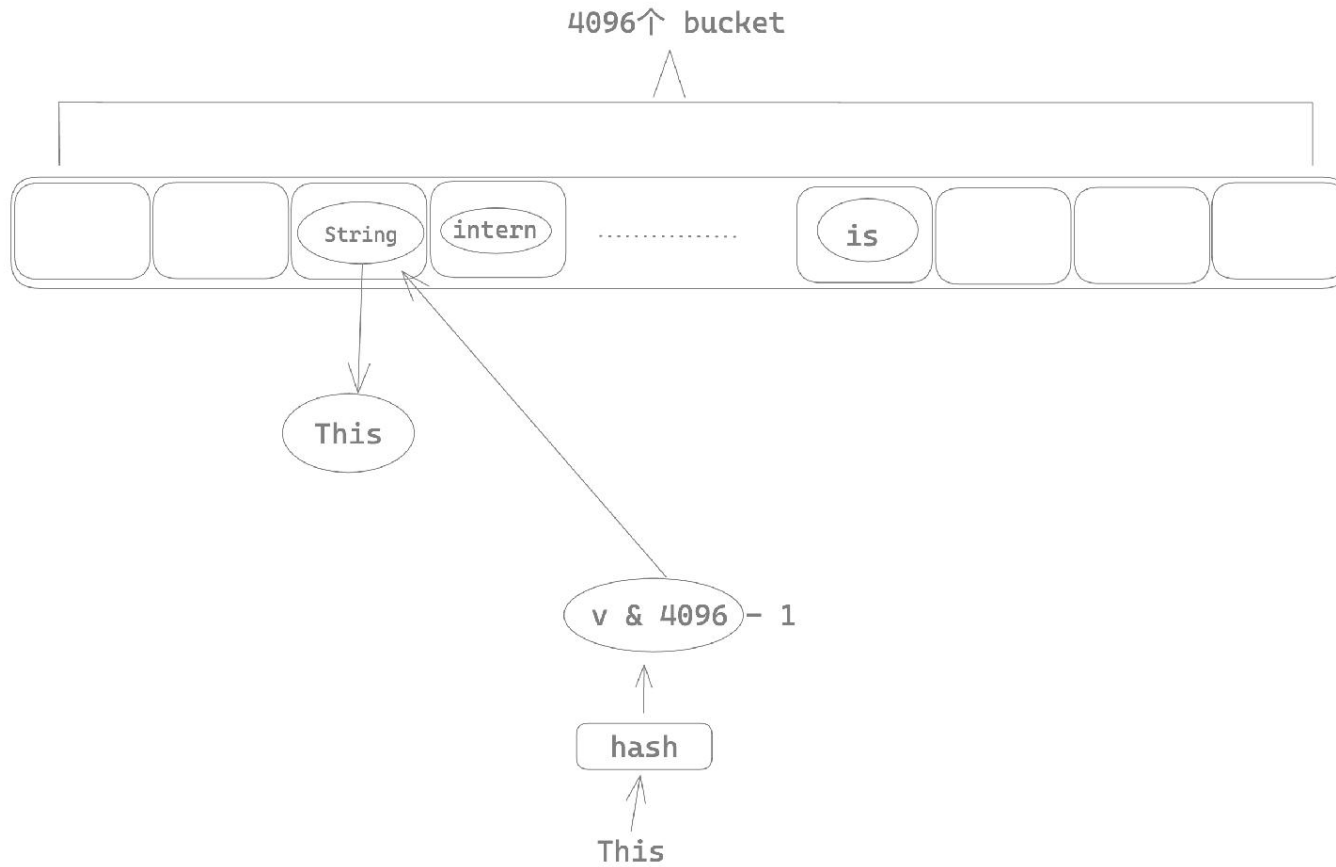 4096个 bucket
String
intern
...............
is
This
v & 4096 - 1
hash
This